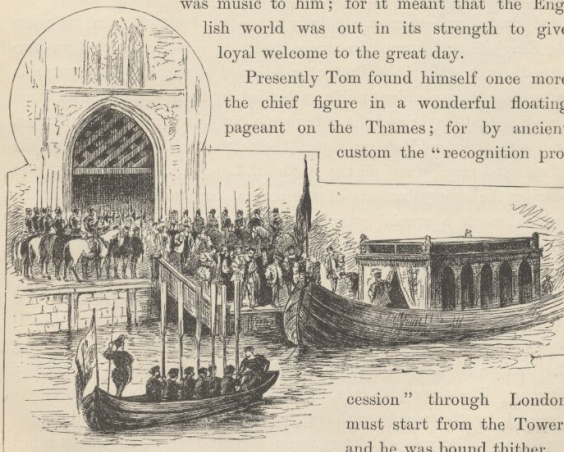 was music to him; for it meant that the Eng
lish world was out in its strength to give
loyal welcome to the great day.
Presently Tom found himself once more
the chief figure in a wonderful floating
pageant on the Thames; for by ancient
custom the "recognition pro
cession" through London
must start from the Tower
and he was bound thither.